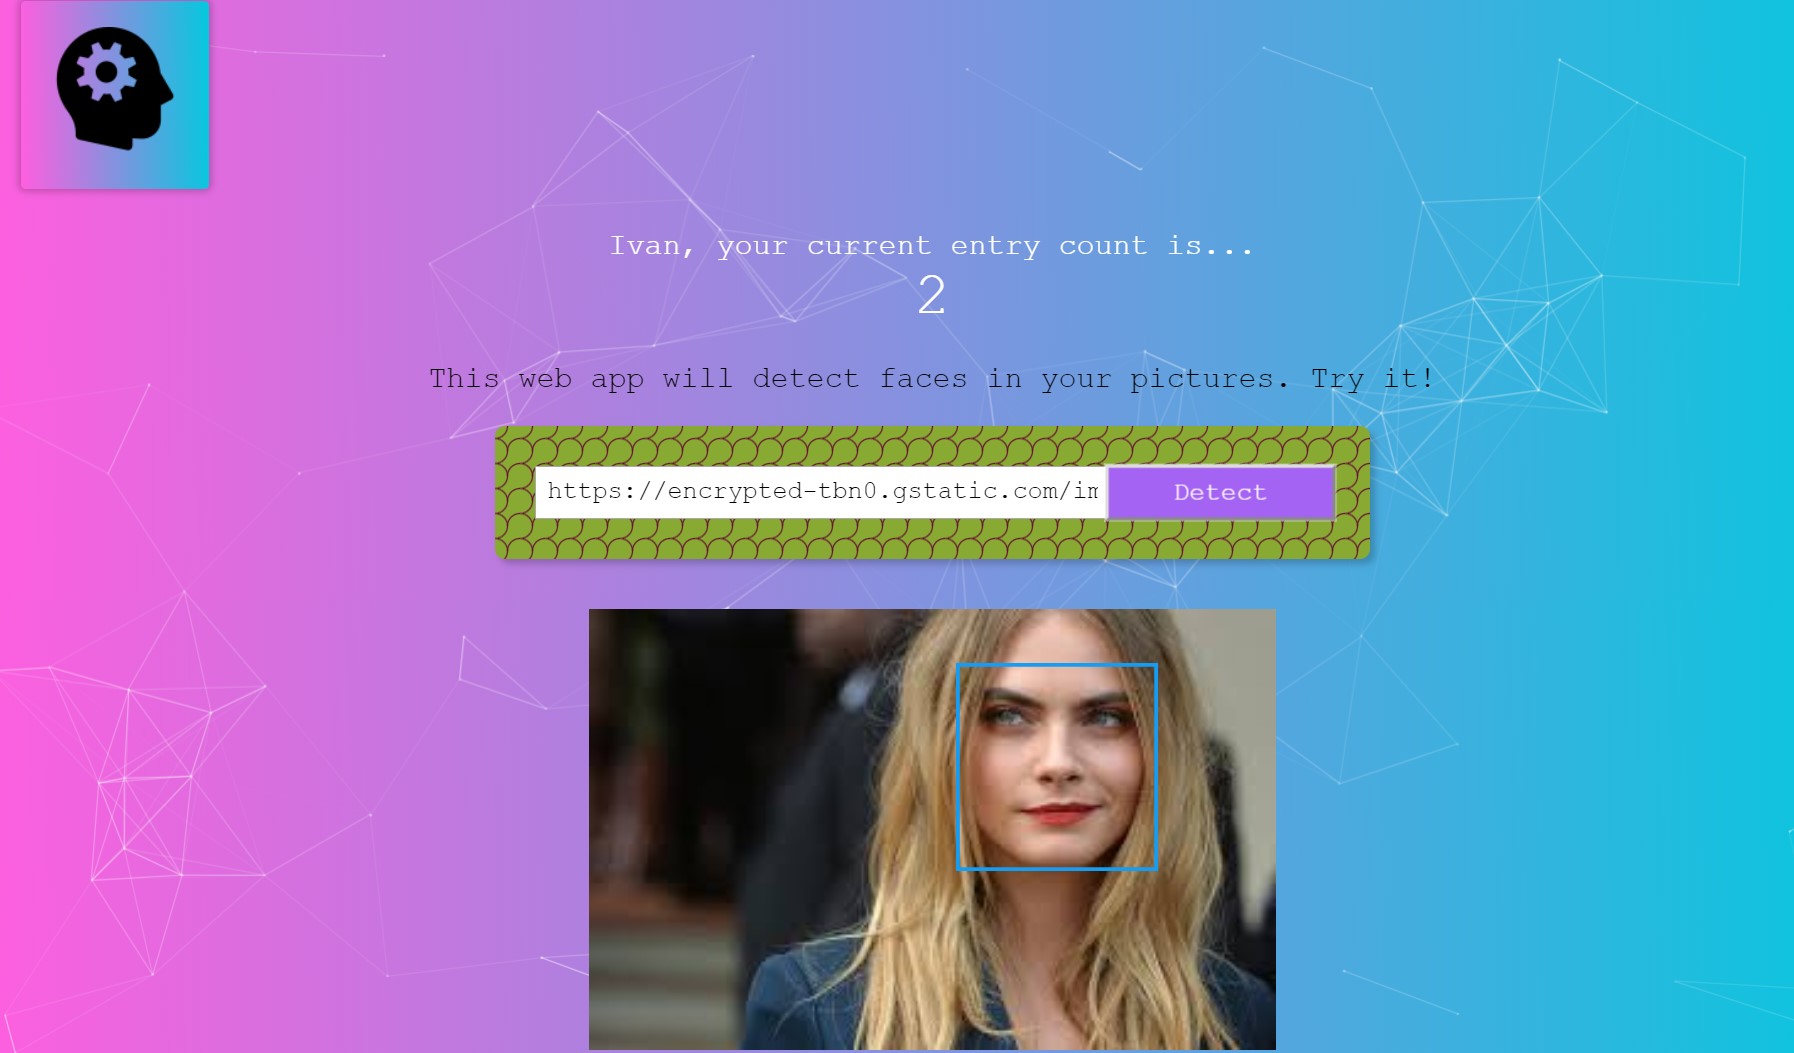 Ivan, your current entry count is...
2
This web app will detect faces in your pictures. Try it!
https://encrypted-tbn0.gstatic.com/im
Detect